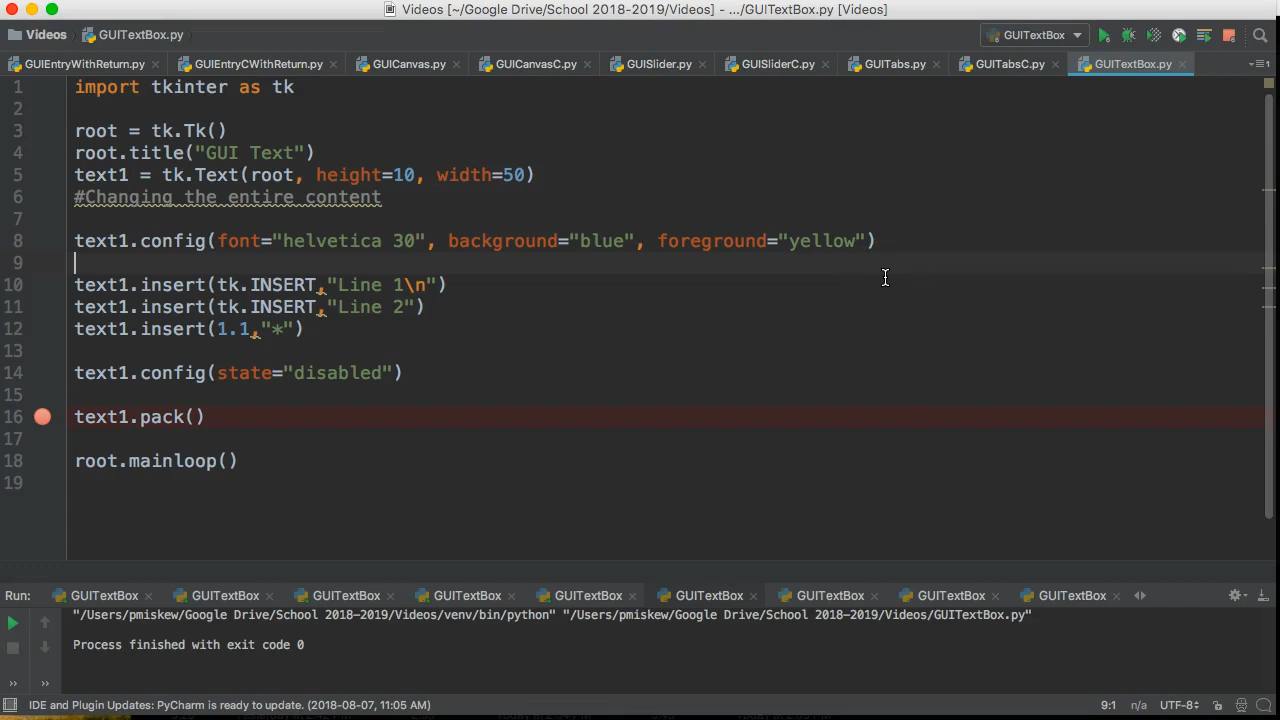 Videos [~/Google Drive/School 2018-2019/Videos] - .../GUITextBox.py [Videos]
Videos GUITextBox.py GUITextBox
GUIEntryWithReturn.py GUIEntryCWithReturn.py GUICanvas.py GUICanvasC.py GUISlider.py GUISliderC.py GUITabs.py GUITabsC.py GUITextBox.py
1 import tkinter as tk
2
3 root = tk.Tk()
4 root.title("GUI Text")
5 text1 = tk.Text(root, height=10, width=50)
6 #Changing the entire content
7
8 text1.config(font="helvetica 30", background="blue", foreground="yellow")
9
10 text1.insert(tk.INSERT,"Line 1\n")
11 text1.insert(tk.INSERT,"Line 2")
12 text1.insert(1.1,"*")
13
14 text1.config(state="disabled")
15
16 text1.pack()
17
18 root.mainloop()
19
Run: GUITextBox GUITextBox GUITextBox GUITextBox GUITextBox GUITextBox GUITextBox GUITextBox GUITextBox
"/Users/pmiskew/Google Drive/School 2018-2019/Videos/venv/bin/python" "/Users/pmiskew/Google Drive/School 2018-2019/Videos/GUITextBox.py"
Process finished with exit code 0
IDE and Plugin Updates: PyCharm is ready to update. (2018-08-07, 11:05 AM) 9:1 n/a UTF-8